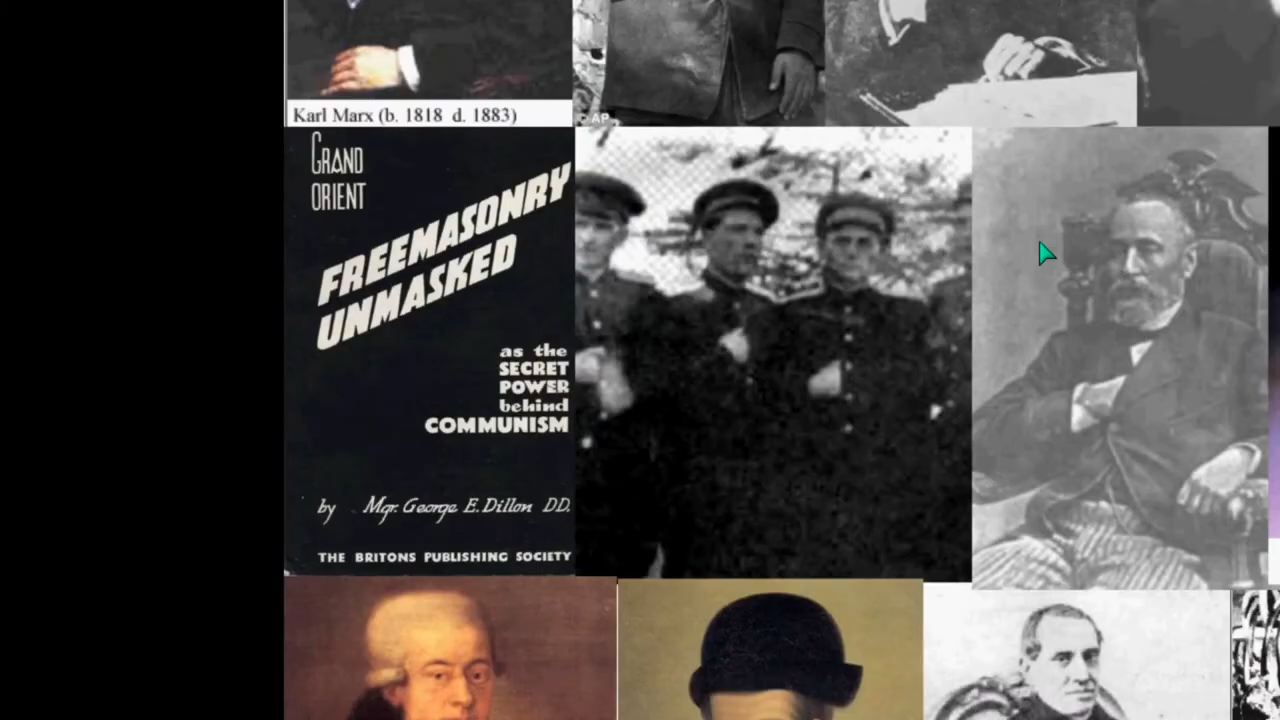 Karl Marx (b. 1818 d. 1883)
© AP
GRAND
ORIENT
FREEMASONRY
UNMASKED
as the
SECRET
POWER
behind
COMMUNISM
by Mgr. George E. Dillon DD.
THE BRITONS PUBLISHING SOCIETY